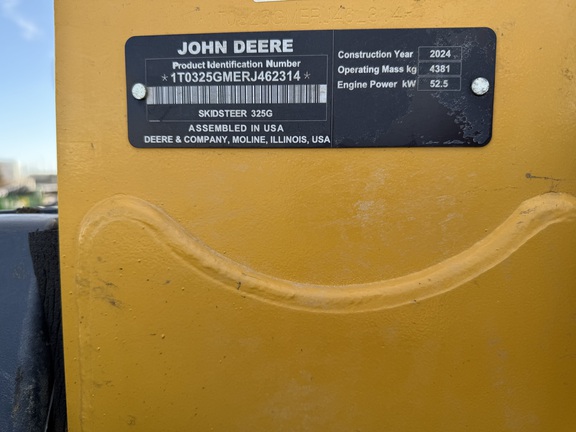 JOHN DEERE
Product Identification Number
*1T0325GMERJ462314*
SKIDSTEER 325G
ASSEMBLED IN USA
DEERE & COMPANY, MOLINE, ILLINOIS, USA
Construction Year 2024
Operating Mass kg 4381
Engine Power kW 52.5